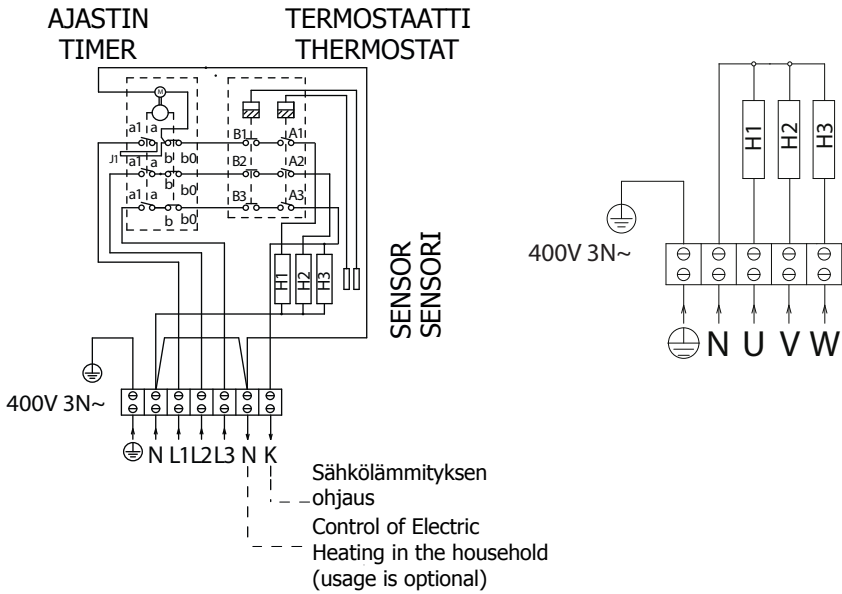 AJASTIN
TIMER
TERMOSTAATTI
THERMOSTAT
M
a1 a
B1
A1
J1
b b0
a1 a
B2
A2
b b0
a1 a
B3
A3
b b0
H1
H2
H3
SENSOR
SENSORI
400V 3N~
N L1 L2 L3 N K
Sähkölämmityksen
ohjaus
Control of Electric
Heating in the household
(usage is optional)
H1
H2
H3
400V 3N~
N U V W